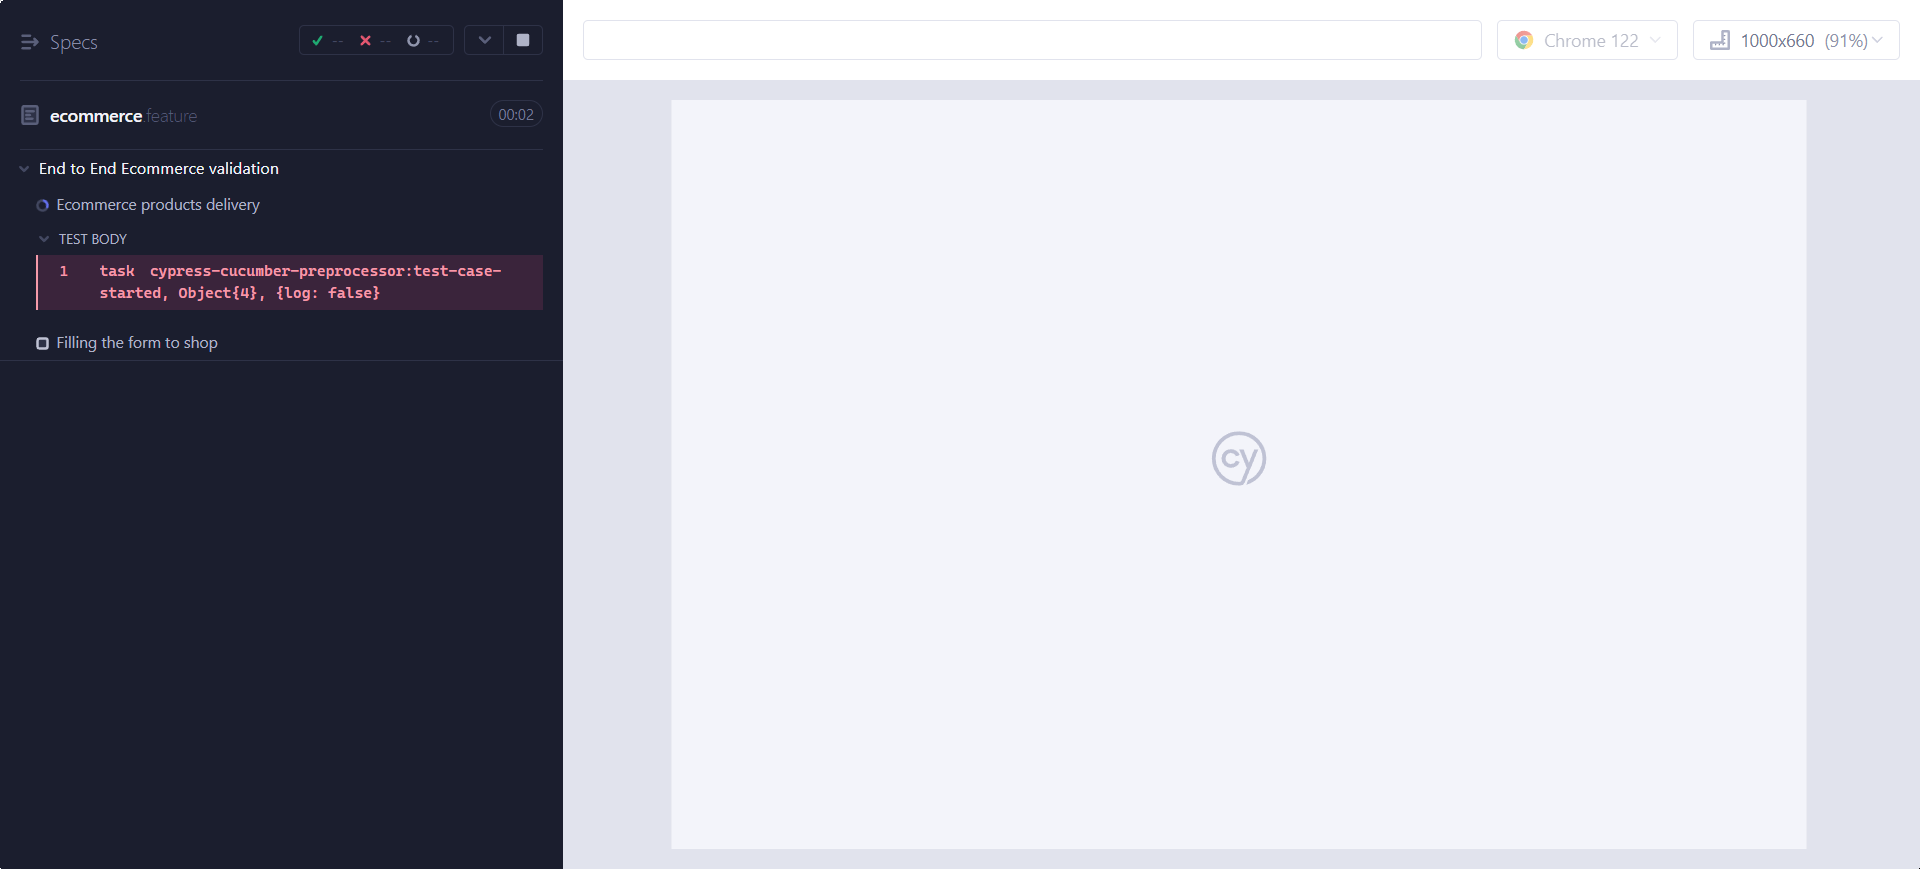 Specs
--
--
--
ecommerce.feature
00:02
End to End Ecommerce validation
Ecommerce products delivery
TEST BODY
1 task cypress-cucumber-preprocessor:test-case-
started, Object{4}, {log: false}
Filling the form to shop
Chrome 122
1000x660 (91%)
cy